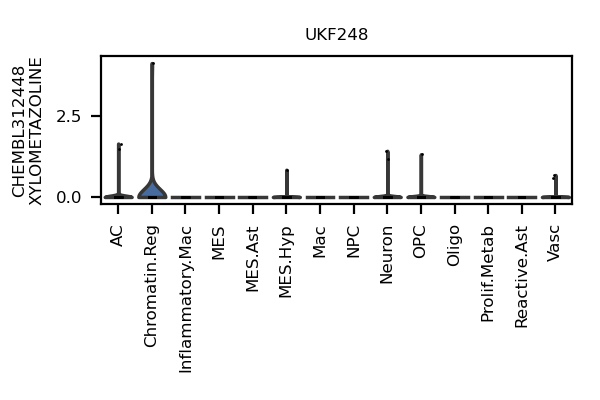 UKF248
CHEMBL312448
XYLOMETAZOLINE
2.5
0.0
AC
Chromatin.Reg
Inflammatory.Mac
MES
MES.Ast
MES.Hyp
Mac
NPC
Neuron
OPC
Oligo
Prolif.Metab
Reactive.Ast
Vasc